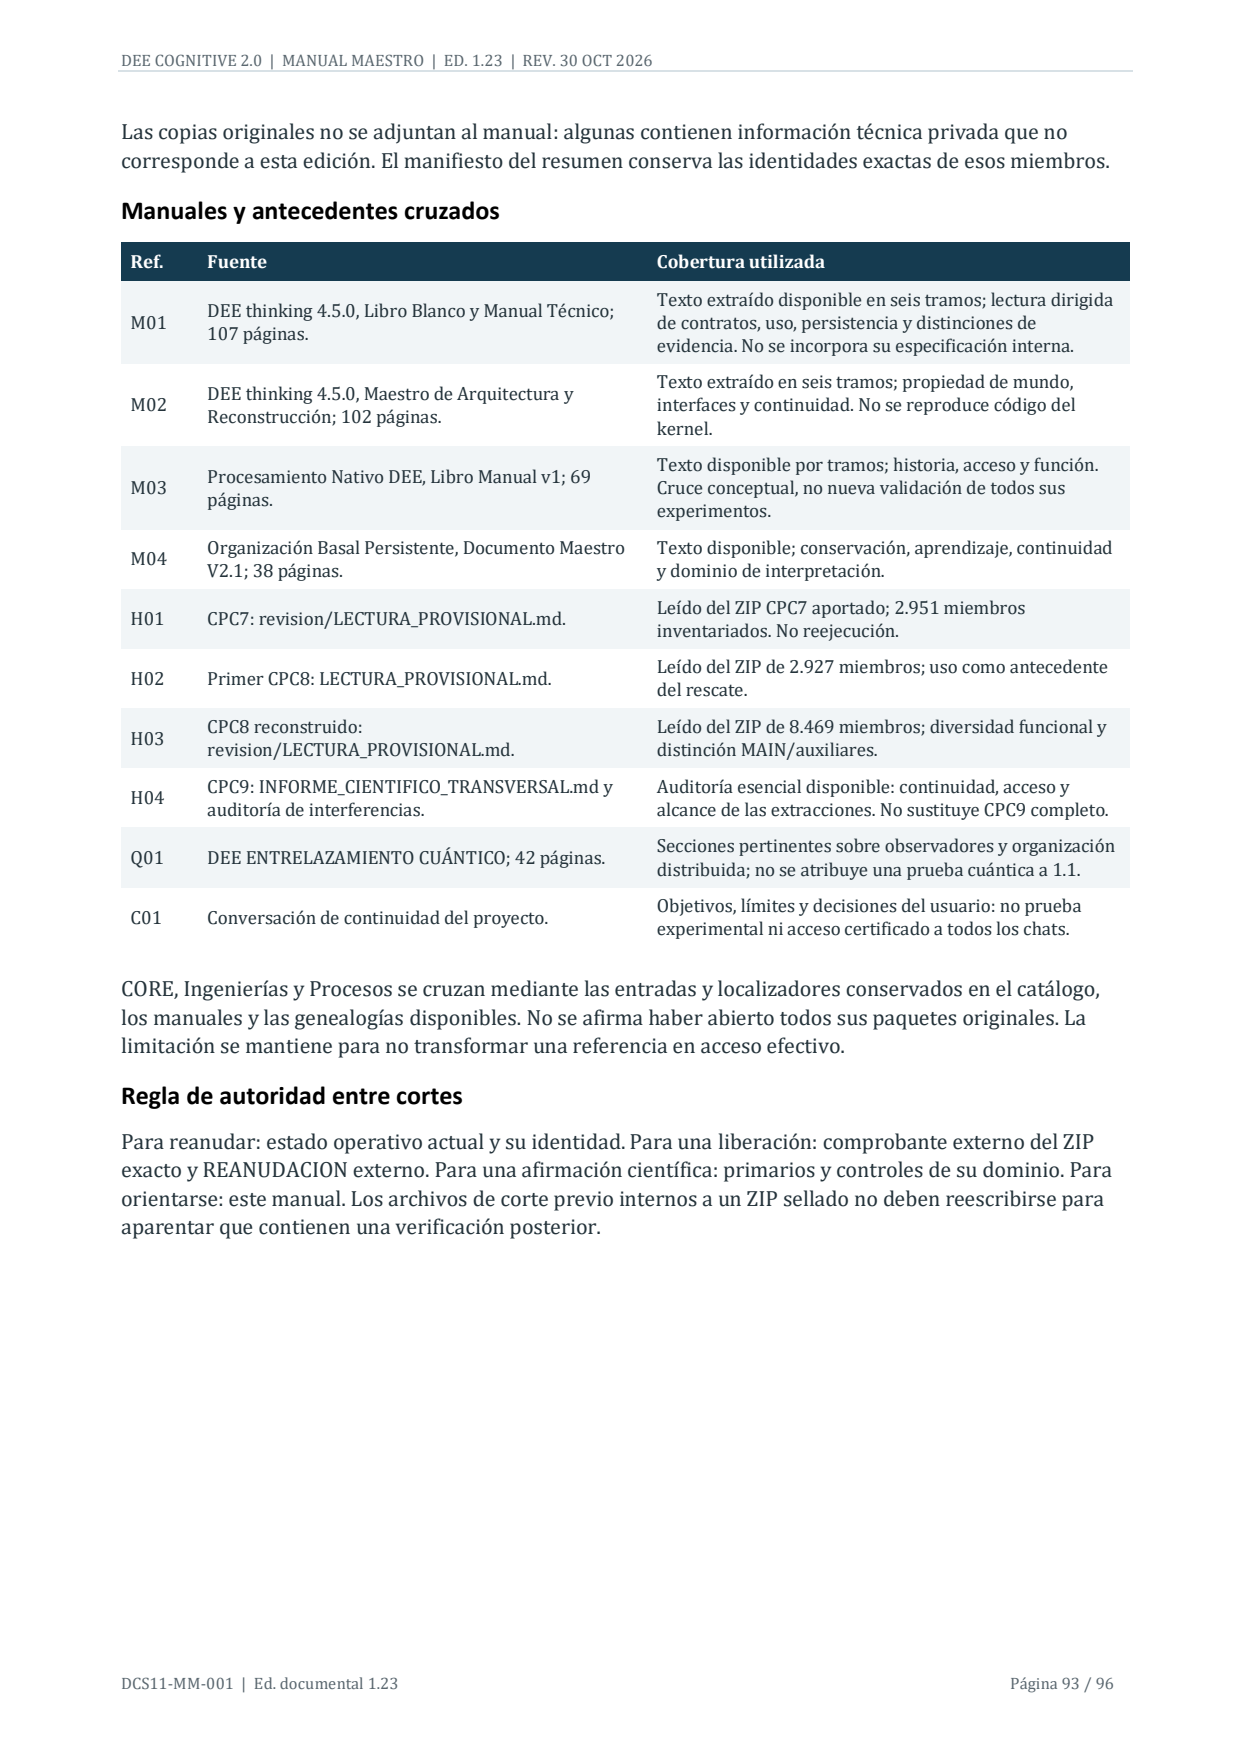 DEE COGNITIVE 2.0 | MANUAL MAESTRO | ED. 1.23 | REV. 30 OCT 2026
Las copias originales no se adjuntan al manual: algunas contienen información técnica privada que no
corresponde a esta edición. El manifiesto del resumen conserva las identidades exactas de esos miembros.
Manuales y antecedentes cruzados
Ref. Fuente Cobertura utilizada
M01
DEE thinking 4.5.0, Libro Blanco y Manual Técnico;
107 páginas.
Texto extraído disponible en seis tramos; lectura dirigida
de contratos, uso, persistencia y distinciones de
evidencia. No se incorpora su especificación interna.
M02
DEE thinking 4.5.0, Maestro de Arquitectura y
Reconstrucción; 102 páginas.
Texto extraído en seis tramos; propiedad de mundo,
interfaces y continuidad. No se reproduce código del
kernel.
M03
Procesamiento Nativo DEE, Libro Manual v1; 69
páginas.
Texto disponible por tramos; historia, acceso y función.
Cruce conceptual, no nueva validación de todos sus
experimentos.
M04
Organización Basal Persistente, Documento Maestro
V2.1; 38 páginas.
Texto disponible; conservación, aprendizaje, continuidad
y dominio de interpretación.
H01
CPC7: revision/LECTURA_PROVISIONAL.md.
Leído del ZIP CPC7 aportado; 2.951 miembros
inventariados. No reejecución.
H02
Primer CPC8: LECTURA_PROVISIONAL.md.
Leído del ZIP de 2.927 miembros; uso como antecedente
del rescate.
H03
CPC8 reconstruido:
revision/LECTURA_PROVISIONAL.md.
Leído del ZIP de 8.469 miembros; diversidad funcional y
distinción MAIN/auxiliares.
H04
CPC9: INFORME_CIENTIFICO_TRANSVERSAL.md y
auditoría de interferencias.
Auditoría esencial disponible: continuidad, acceso y
alcance de las extracciones. No sustituye CPC9 completo.
Q01
DEE ENTRELAZAMIENTO CUÁNTICO; 42 páginas.
Secciones pertinentes sobre observadores y organización
distribuida; no se atribuye una prueba cuántica a 1.1.
C01
Conversación de continuidad del proyecto.
Objetivos, límites y decisiones del usuario: no prueba
experimental ni acceso certificado a todos los chats.
CORE, Ingenierías y Procesos se cruzan mediante las entradas y localizadores conservados en el catálogo,
los manuales y las genealogías disponibles. No se afirma haber abierto todos sus paquetes originales. La
limitación se mantiene para no transformar una referencia en acceso efectivo.
Regla de autoridad entre cortes
Para reanudar: estado operativo actual y su identidad. Para una liberación: comprobante externo del ZIP
exacto y REANUDACION externo. Para una afirmación científica: primarios y controles de su dominio. Para
orientarse: este manual. Los archivos de corte previo internos a un ZIP sellado no deben reescribirse para
aparentar que contienen una verificación posterior.
DCS11-MM-001 | Ed. documental 1.23
Página 93 / 96